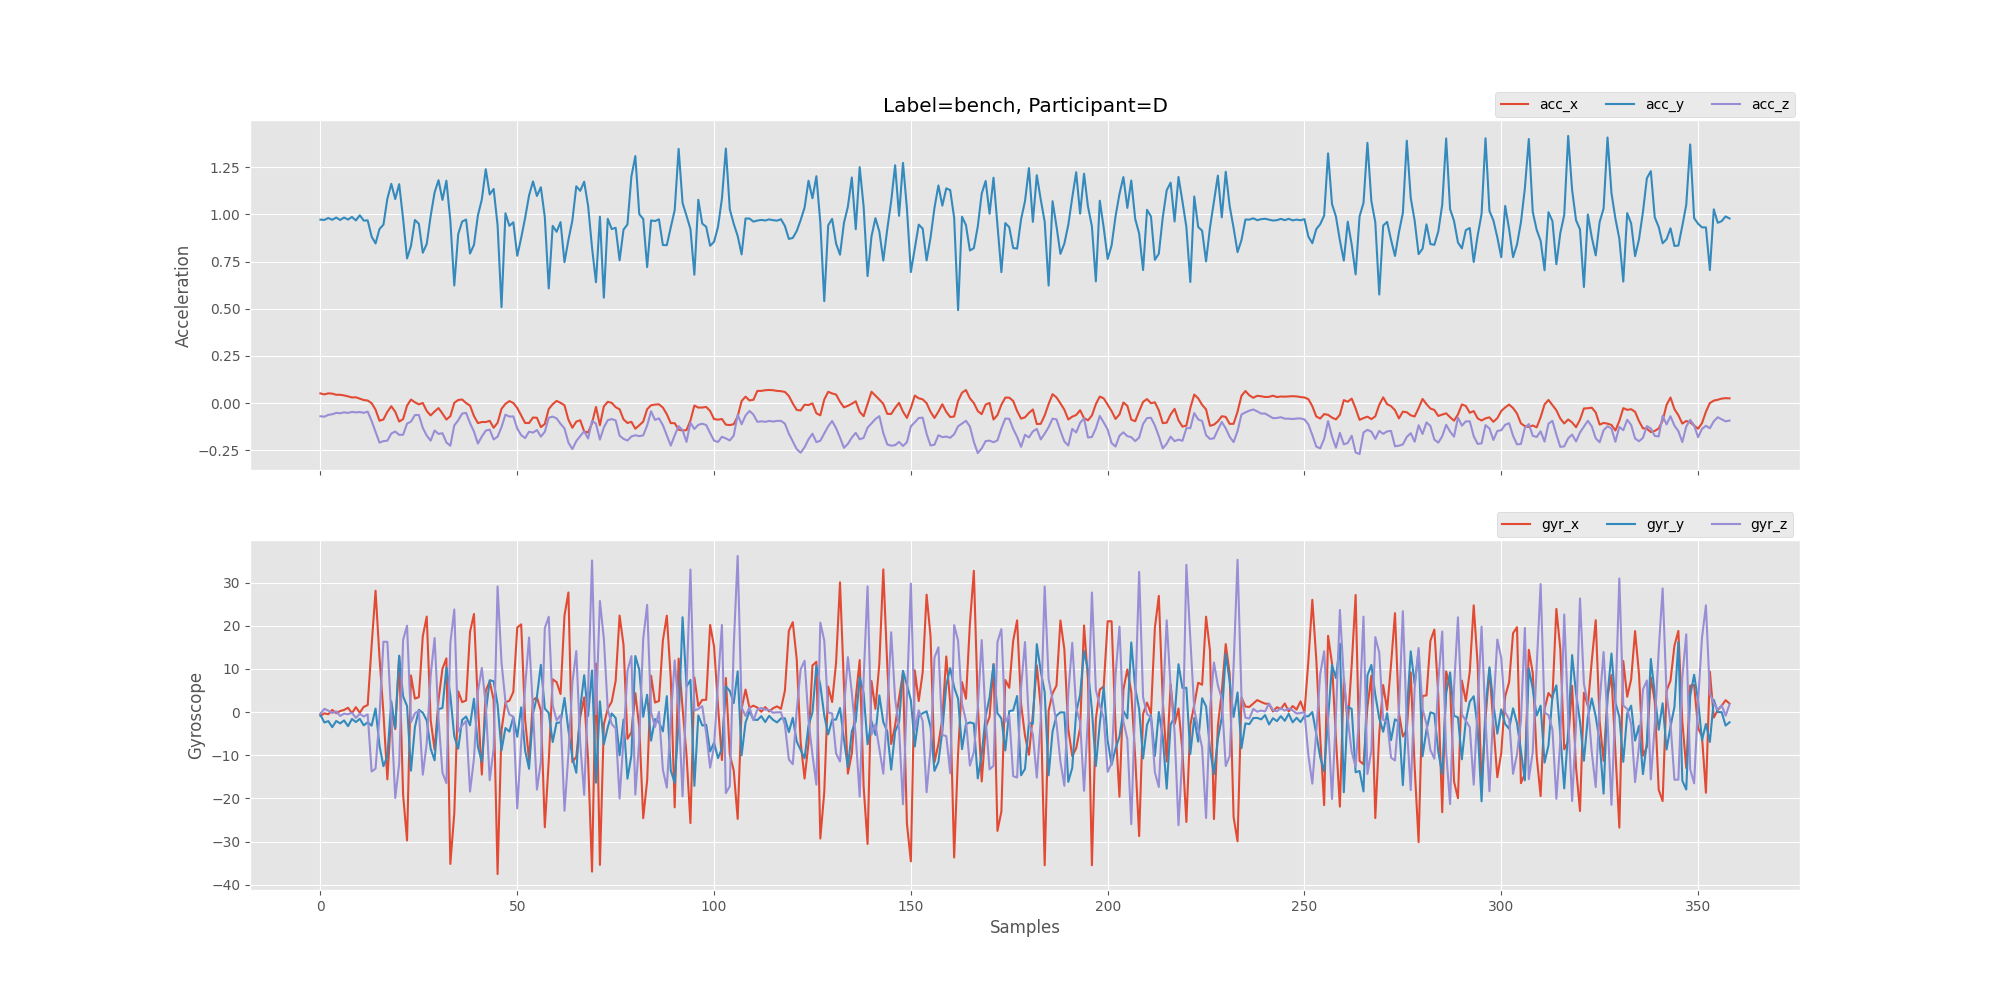 Label=bench, Participant=D
acc_x acc_y acc_z
1.25
1.00
0.75
0.50
0.25
0.00
−0.25
Acceleration
gyr_x gyr_y gyr_z
30
20
10
0
−10
−20
−30
−40
Gyroscope
0 50 100 150 200 250 300 350
Samples